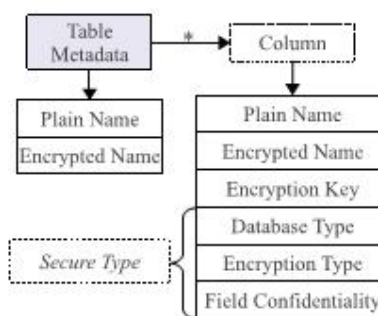 Table
Metadata
*
Column
Plain Name
Encrypted Name
Plain Name
Encrypted Name
Encryption Key
Database Type
Encryption Type
Field Confidentiality
Secure Type